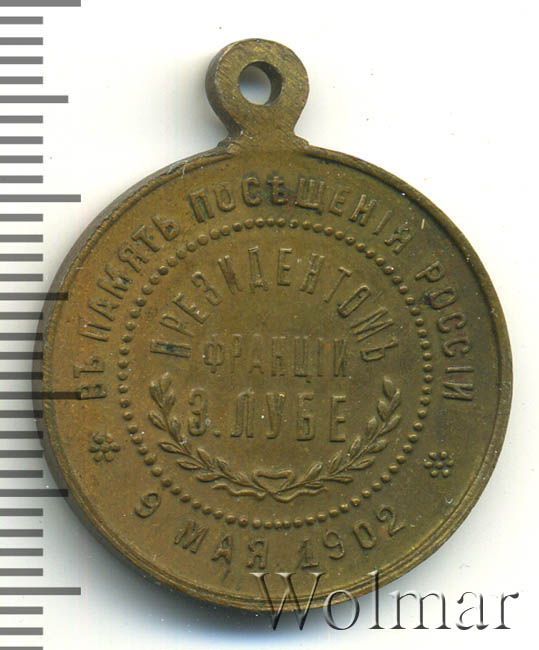 ВЪ ПАМЯТЬ ПОСѢЩЕНІЯ РОССІИ
ПРЕЗИДЕНТОМЪ
ФРАНЦІИ
Э. ЛУБЕ
9 МАЯ 1902
Wolmar